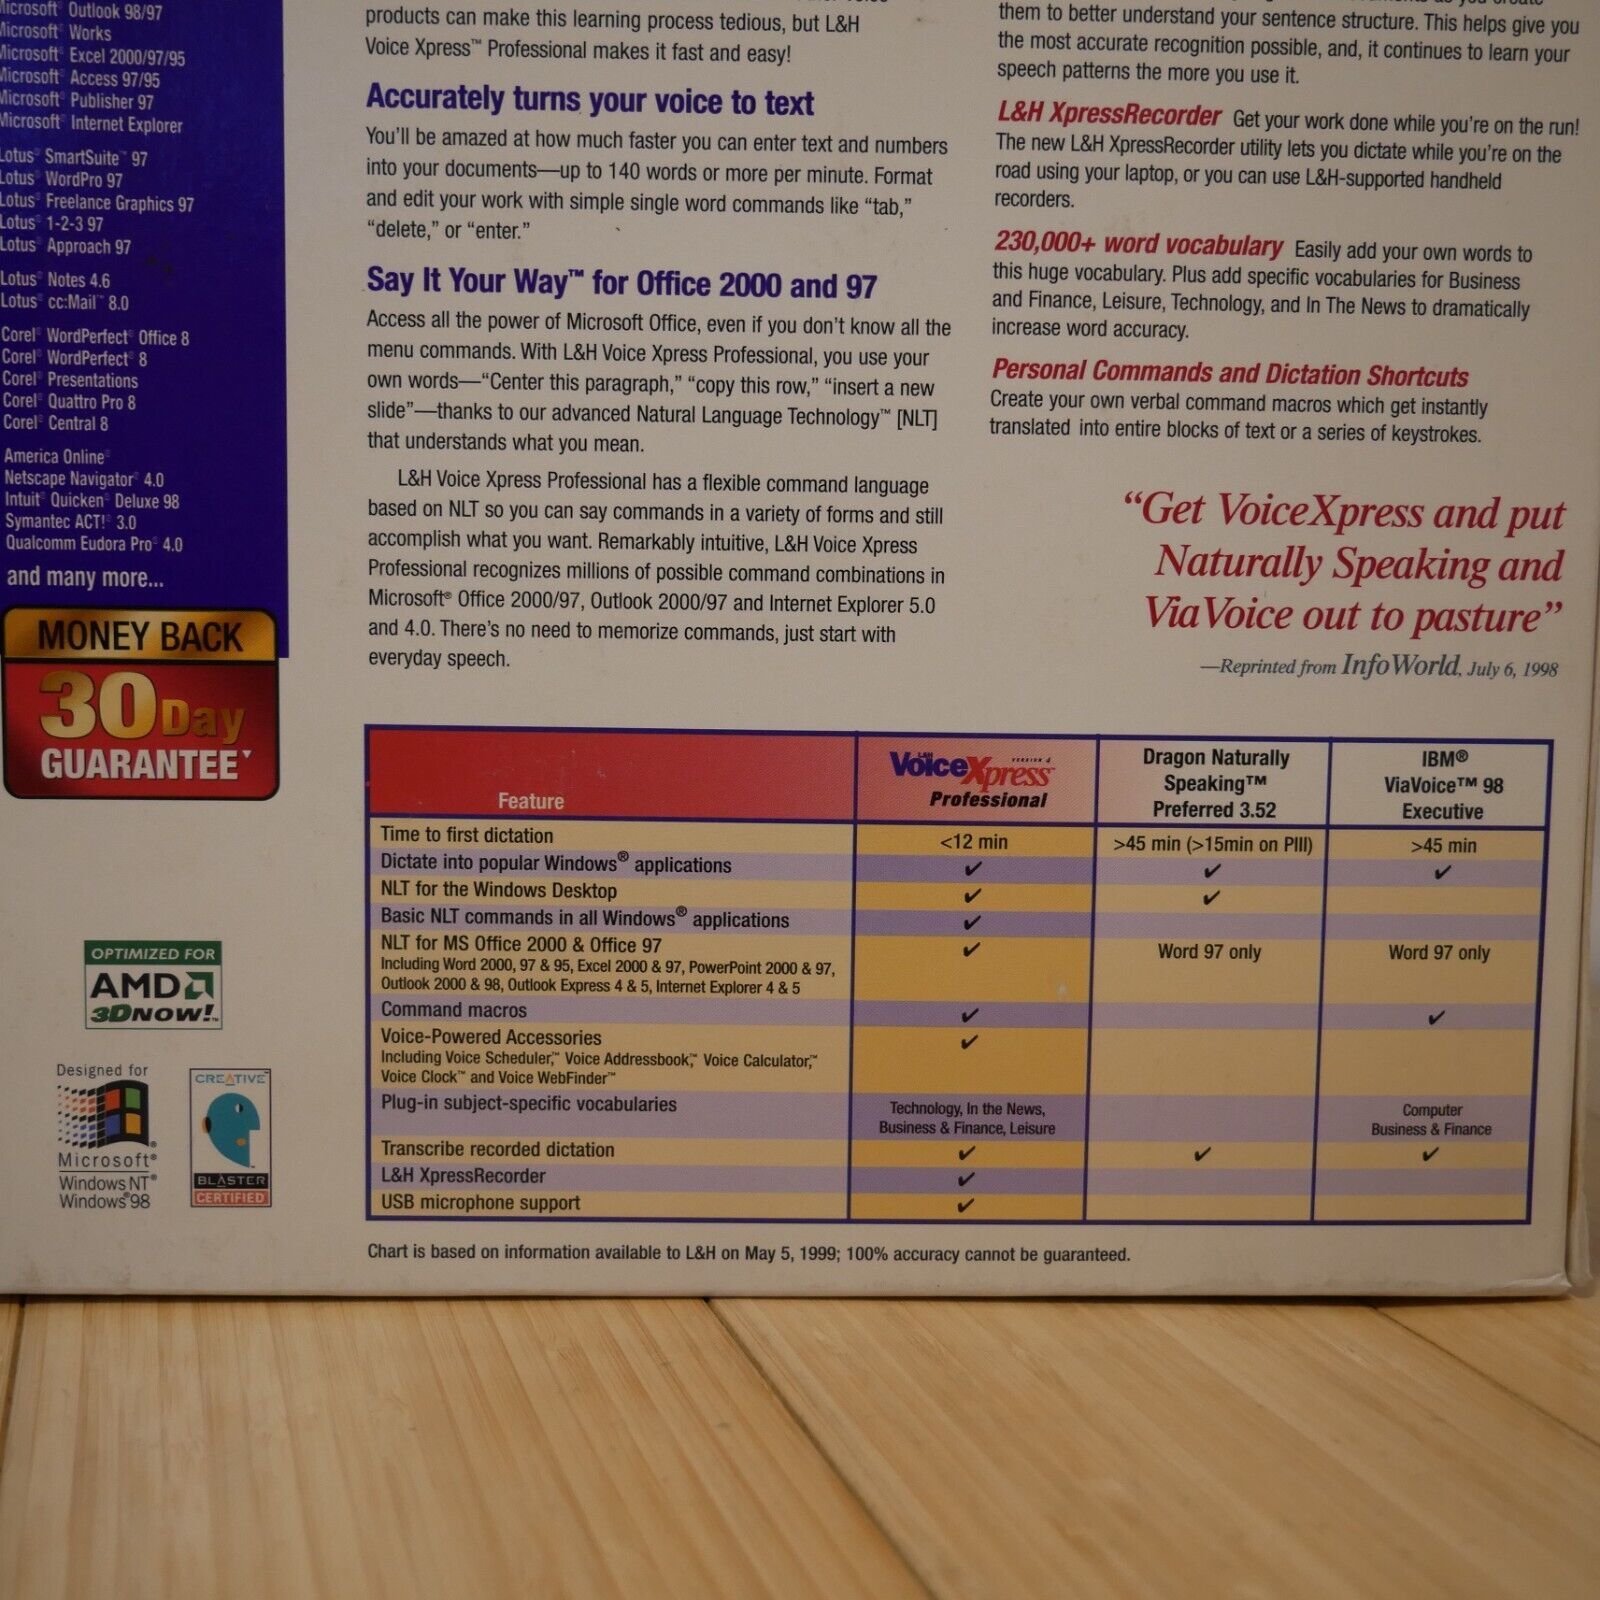 Microsoft® Outlook 98/97
Microsoft® Works
Microsoft® Excel 2000/97/95
Microsoft® Access 97/95
Microsoft® Publisher 97
Microsoft® Internet Explorer
Lotus® SmartSuite™ 97
Lotus® WordPro 97
Lotus® Freelance Graphics 97
Lotus® 1-2-3 97
Lotus® Approach 97
Lotus® Notes 4.6
Lotus® cc:Mail™ 8.0
Corel® WordPerfect® Office 8
Corel® WordPerfect® 8
Corel® Presentations
Corel® Quattro Pro 8
Corel® Central 8
America Online®
Netscape Navigator® 4.0
Intuit® Quicken® Deluxe 98
Symantec ACT!® 3.0
Qualcomm Eudora Pro® 4.0
and many more...
MONEY BACK
30 Day
GUARANTEE*
OPTIMIZED FOR
AMD
3DNOW!™
Designed for
Microsoft®
Windows NT®
Windows®98
CREATIVE™
BLASTER
CERTIFIED
products can make this learning process tedious, but L&H
Voice Xpress™ Professional makes it fast and easy!
Accurately turns your voice to text
You'll be amazed at how much faster you can enter text and numbers
into your documents—up to 140 words or more per minute. Format
and edit your work with simple single word commands like “tab,”
“delete,” or “enter.”
Say It Your Way™ for Office 2000 and 97
Access all the power of Microsoft Office, even if you don't know all the
menu commands. With L&H Voice Xpress Professional, you use your
own words—“Center this paragraph,” “copy this row,” “insert a new
slide”—thanks to our advanced Natural Language Technology™ [NLT]
that understands what you mean.
L&H Voice Xpress Professional has a flexible command language
based on NLT so you can say commands in a variety of forms and still
accomplish what you want. Remarkably intuitive, L&H Voice Xpress
Professional recognizes millions of possible command combinations in
Microsoft® Office 2000/97, Outlook 2000/97 and Internet Explorer 5.0
and 4.0. There's no need to memorize commands, just start with
everyday speech.
them to better understand your sentence structure. This helps give you
the most accurate recognition possible, and, it continues to learn your
speech patterns the more you use it.
L&H XpressRecorder Get your work done while you're on the run!
The new L&H XpressRecorder utility lets you dictate while you're on the
road using your laptop, or you can use L&H-supported handheld
recorders.
230,000+ word vocabulary Easily add your own words to
this huge vocabulary. Plus add specific vocabularies for Business
and Finance, Leisure, Technology, and In The News to dramatically
increase word accuracy.
Personal Commands and Dictation Shortcuts
Create your own verbal command macros which get instantly
translated into entire blocks of text or a series of keystrokes.
“Get VoiceXpress and put
Naturally Speaking and
ViaVoice out to pasture”
—Reprinted from InfoWorld, July 6, 1998
Feature
L&H VoiceXpress VERSION 4 Professional
Dragon Naturally Speaking™ Preferred 3.52
IBM® ViaVoice™ 98 Executive
Time to first dictation <12 min >45 min (>15min on PIII) >45 min
Dictate into popular Windows® applications ✔ ✔ ✔
NLT for the Windows Desktop ✔ ✔
Basic NLT commands in all Windows® applications ✔
NLT for MS Office 2000 & Office 97 ✔ Word 97 only Word 97 only
Including Word 2000, 97 & 95, Excel 2000 & 97, PowerPoint 2000 & 97,
Outlook 2000 & 98, Outlook Express 4 & 5, Internet Explorer 4 & 5
Command macros ✔ ✔
Voice-Powered Accessories ✔
Including Voice Scheduler,™ Voice Addressbook,™ Voice Calculator,™
Voice Clock™ and Voice WebFinder™
Plug-in subject-specific vocabularies Technology, In the News, Computer
Business & Finance, Leisure Business & Finance
Transcribe recorded dictation ✔ ✔ ✔
L&H XpressRecorder ✔
USB microphone support ✔
Chart is based on information available to L&H on May 5, 1999; 100% accuracy cannot be guaranteed.